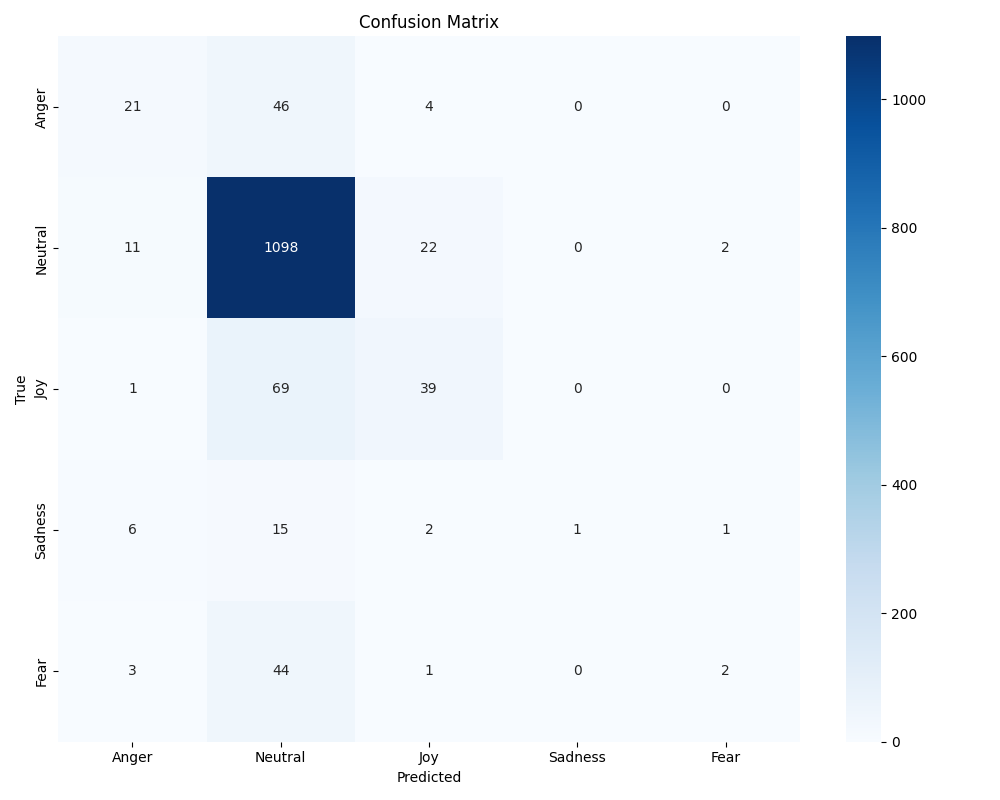 Confusion Matrix
Anger 21 46 4 0 0
Neutral 11 1098 22 0 2
Joy 1 69 39 0 0
Sadness 6 15 2 1 1
Fear 3 44 1 0 2
Anger Neutral Joy Sadness Fear
Predicted
True
1000
800
600
400
200
0